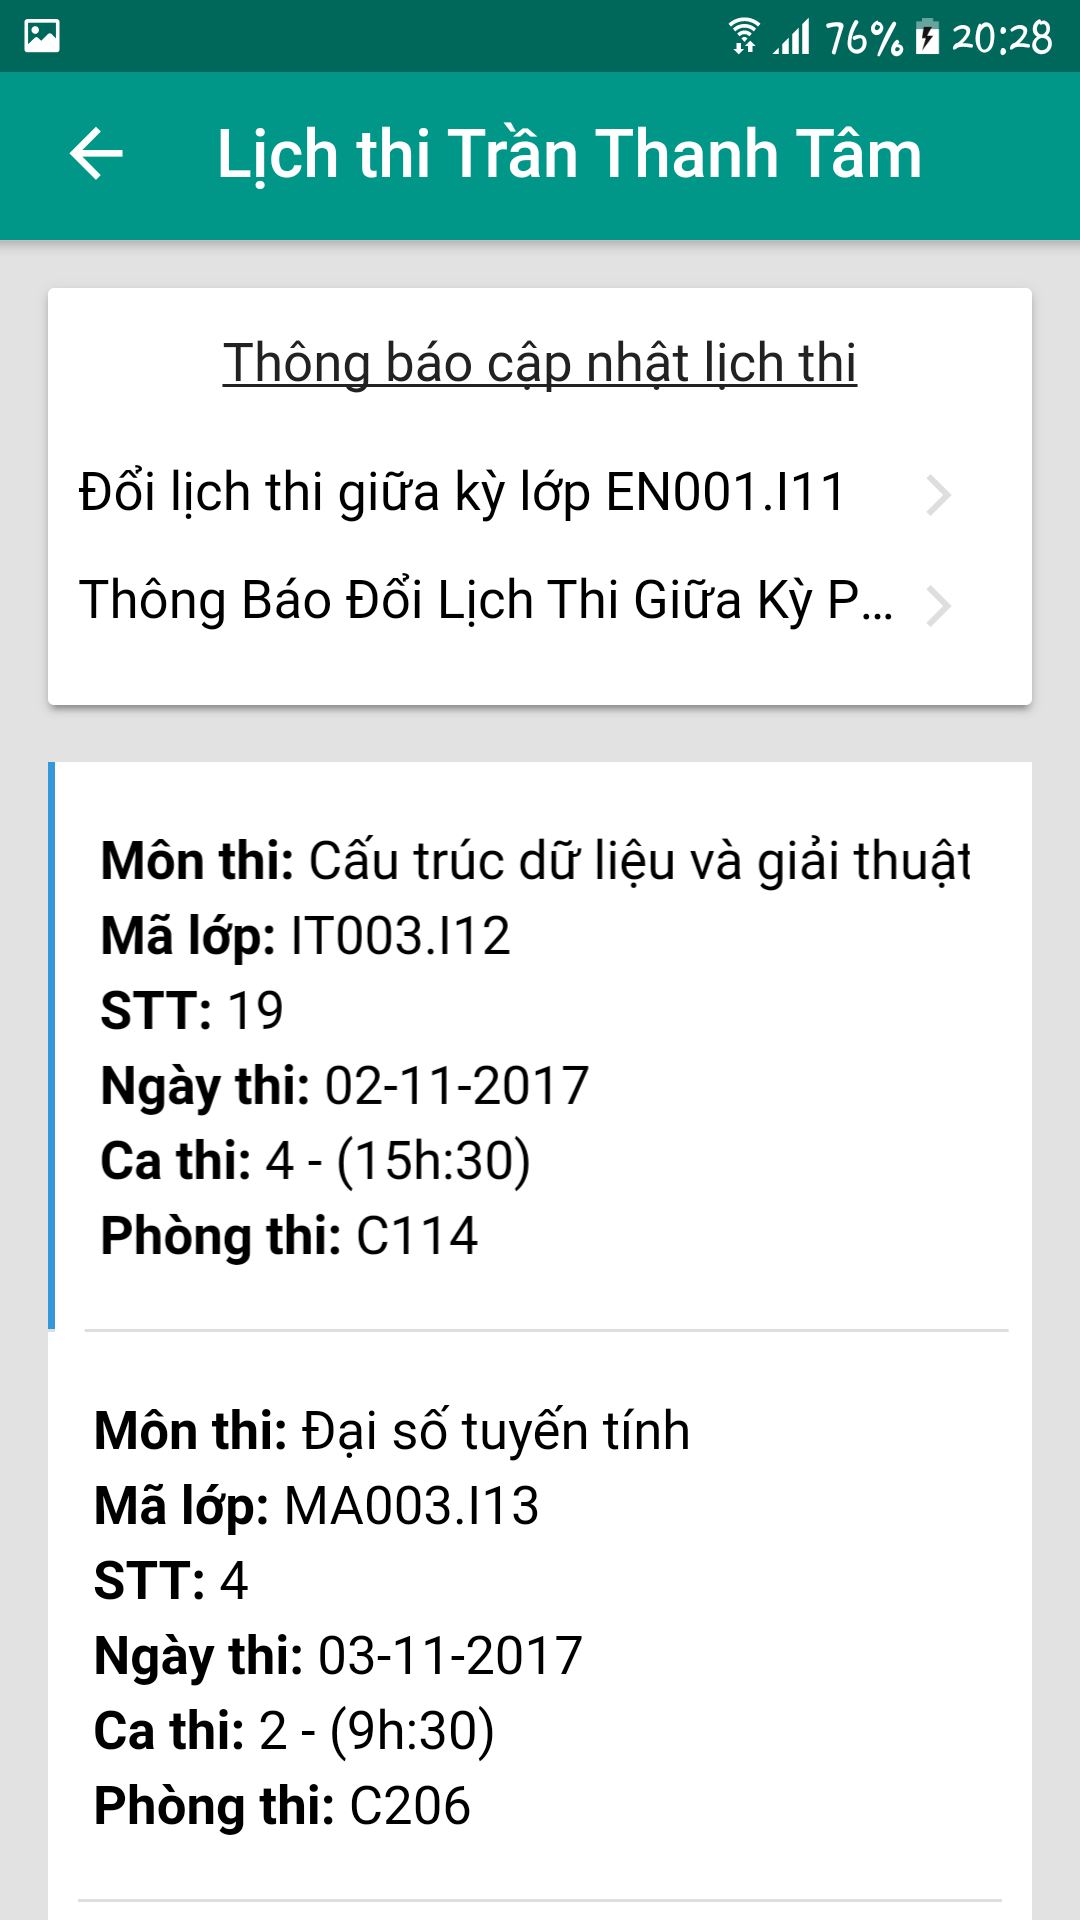 76% 20:28
Lịch thi Trần Thanh Tâm
Thông báo cập nhật lịch thi
Đổi lịch thi giữa kỳ lớp EN001.I11
Thông Báo Đổi Lịch Thi Giữa Kỳ P...
Môn thi: Cấu trúc dữ liệu và giải thuật
Mã lớp: IT003.I12
STT: 19
Ngày thi: 02-11-2017
Ca thi: 4 - (15h:30)
Phòng thi: C114
Môn thi: Đại số tuyến tính
Mã lớp: MA003.I13
STT: 4
Ngày thi: 03-11-2017
Ca thi: 2 - (9h:30)
Phòng thi: C206